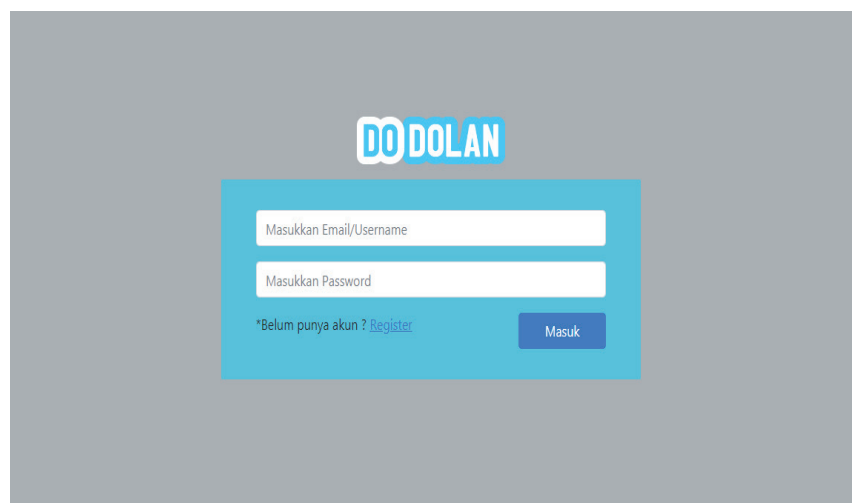 DO DOLAN
Masukkan Email/Username
Masukkan Password
*Belum punya akun ? Register
Masuk